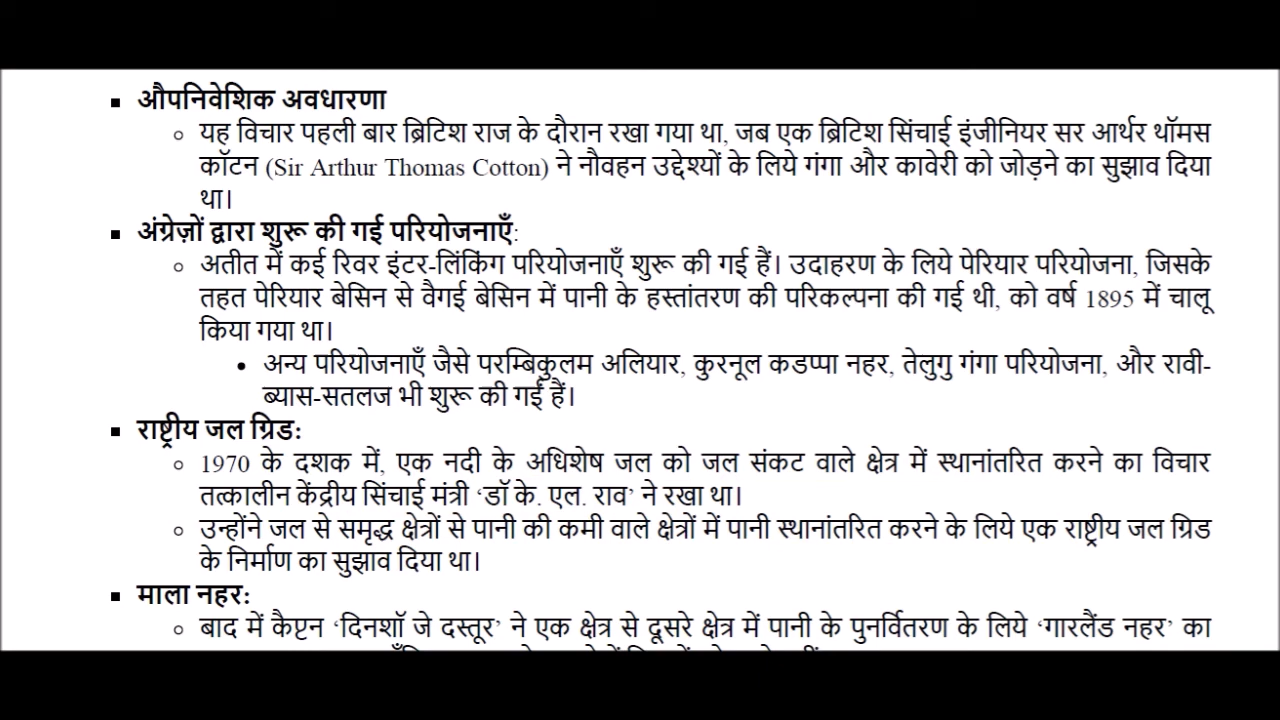 ▪ औपनिवेशिक अवधारणा
○ यह विचार पहली बार ब्रिटिश राज के दौरान रखा गया था, जब एक ब्रिटिश सिंचाई इंजीनियर सर आर्थर थॉमस
कॉटन (Sir Arthur Thomas Cotton) ने नौवहन उद्देश्यों के लिये गंगा और कावेरी को जोड़ने का सुझाव दिया
था।
▪ अंग्रेज़ों द्वारा शुरू की गई परियोजनाएँ:
○ अतीत में कई रिवर इंटर-लिंकिंग परियोजनाएँ शुरू की गई हैं। उदाहरण के लिये पेरियार परियोजना, जिसके
तहत पेरियार बेसिन से वैगई बेसिन में पानी के हस्तांतरण की परिकल्पना की गई थी, को वर्ष 1895 में चालू
किया गया था।
• अन्य परियोजनाएँ जैसे परम्बिकुलम अलियार, कुरनूल कडप्पा नहर, तेलुगु गंगा परियोजना, और रावी-
ब्यास-सतलज भी शुरू की गईं हैं।
▪ राष्ट्रीय जल ग्रिड:
○ 1970 के दशक में, एक नदी के अधिशेष जल को जल संकट वाले क्षेत्र में स्थानांतरित करने का विचार
तत्कालीन केंद्रीय सिंचाई मंत्री ‘डॉ के. एल. राव’ ने रखा था।
○ उन्होंने जल से समृद्ध क्षेत्रों से पानी की कमी वाले क्षेत्रों में पानी स्थानांतरित करने के लिये एक राष्ट्रीय जल ग्रिड
के निर्माण का सुझाव दिया था।
▪ माला नहर:
○ बाद में कैप्टन ‘दिनशॉ जे दस्तूर’ ने एक क्षेत्र से दूसरे क्षेत्र में पानी के पुनर्वितरण के लिये ‘गारलैंड नहर’ का